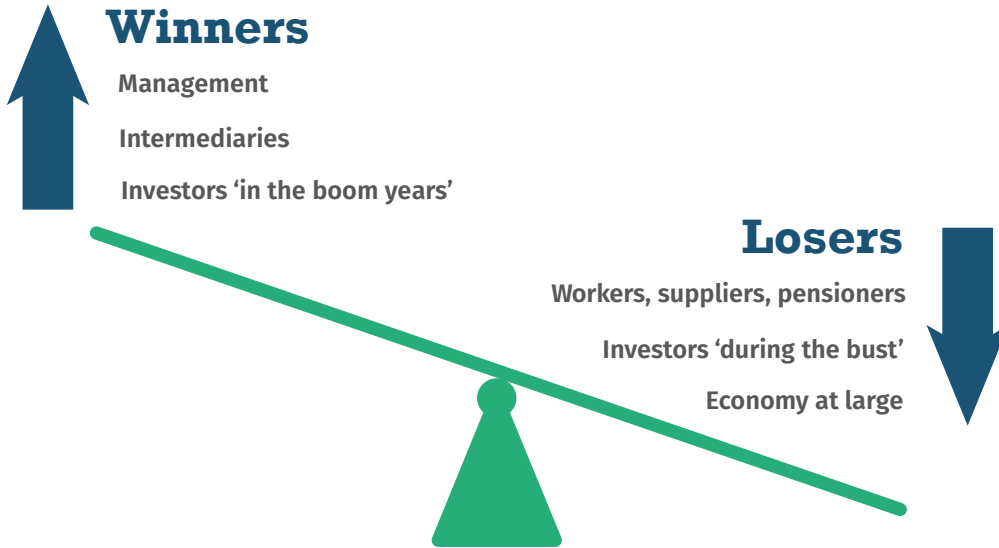 Winners
Management
Intermediaries
Investors ‘in the boom years’
Losers
Workers, suppliers, pensioners
Investors ‘during the bust’
Economy at large